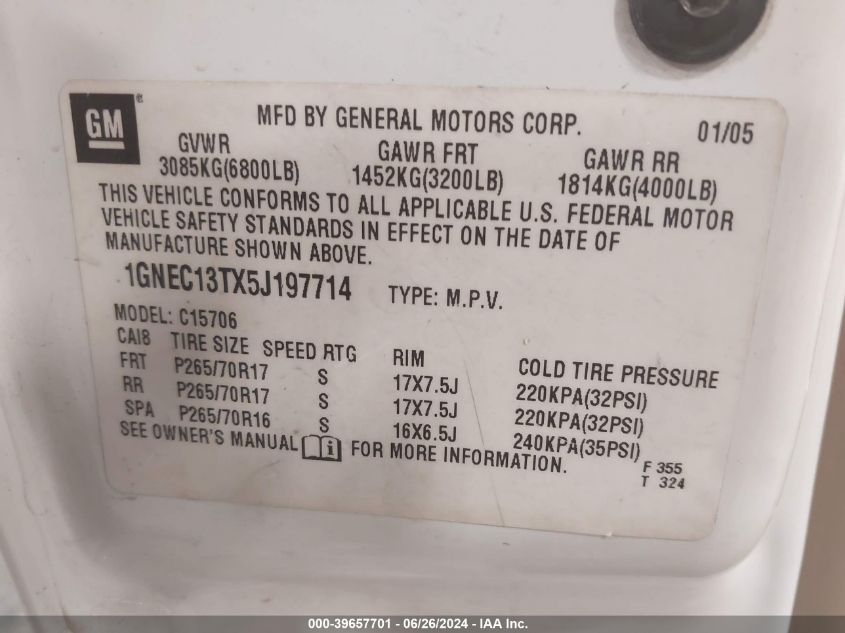 GM®
MFD BY GENERAL MOTORS CORP. 01/05
GVWR GAWR FRT GAWR RR
3085KG(6800LB) 1452KG(3200LB) 1814KG(4000LB)
THIS VEHICLE CONFORMS TO ALL APPLICABLE U.S. FEDERAL MOTOR
VEHICLE SAFETY STANDARDS IN EFFECT ON THE DATE OF
MANUFACTURE SHOWN ABOVE.
1GNEC13TX5J197714 TYPE: M.P.V.
MODEL: C15706
CAI8 TIRE SIZE SPEED RTG RIM COLD TIRE PRESSURE
FRT P265/70R17 S 17X7.5J 220KPA(32PSI)
RR P265/70R17 S 17X7.5J 220KPA(32PSI)
SPA P265/70R16 S 16X6.5J 240KPA(35PSI)
SEE OWNER'S MANUAL i FOR MORE INFORMATION.
F 355
T 324
000-39657701 - 06/26/2024 - IAA Inc.